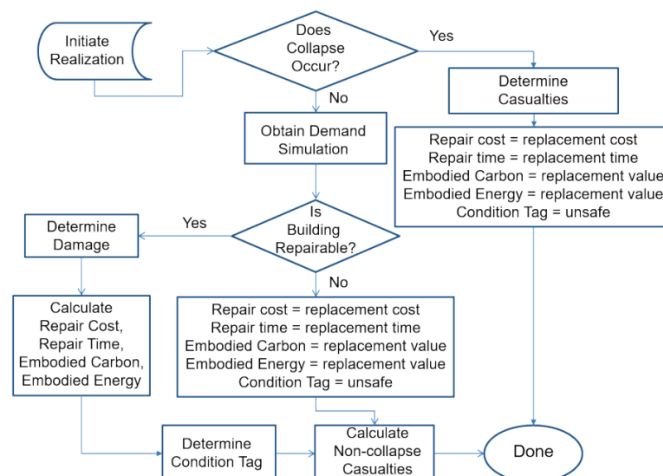 Initiate
Realization
Does
Collapse
Occur?
Yes
Determine
Casualties
No
Obtain Demand
Simulation
Repair cost = replacement cost
Repair time = replacement time
Embodied Carbon = replacement value
Embodied Energy = replacement value
Condition Tag = unsafe
Is
Building
Repairable?
Yes
Determine
Damage
No
Calculate
Repair Cost,
Repair Time,
Embodied Carbon,
Embodied Energy
Repair cost = replacement cost
Repair time = replacement time
Embodied Carbon = replacement value
Embodied Energy = replacement value
Condition Tag = unsafe
Determine
Condition Tag
Calculate
Non-collapse
Casualties
Done